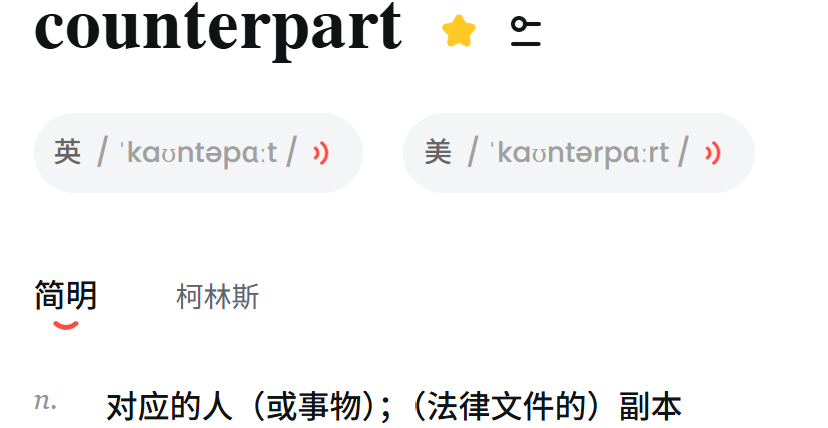 counterpart
英 / ˈkaʊntəpɑːt / 美 / ˈkaʊntərpɑːrt /
简明 柯林斯
n. 对应的人（或事物）；（法律文件的）副本